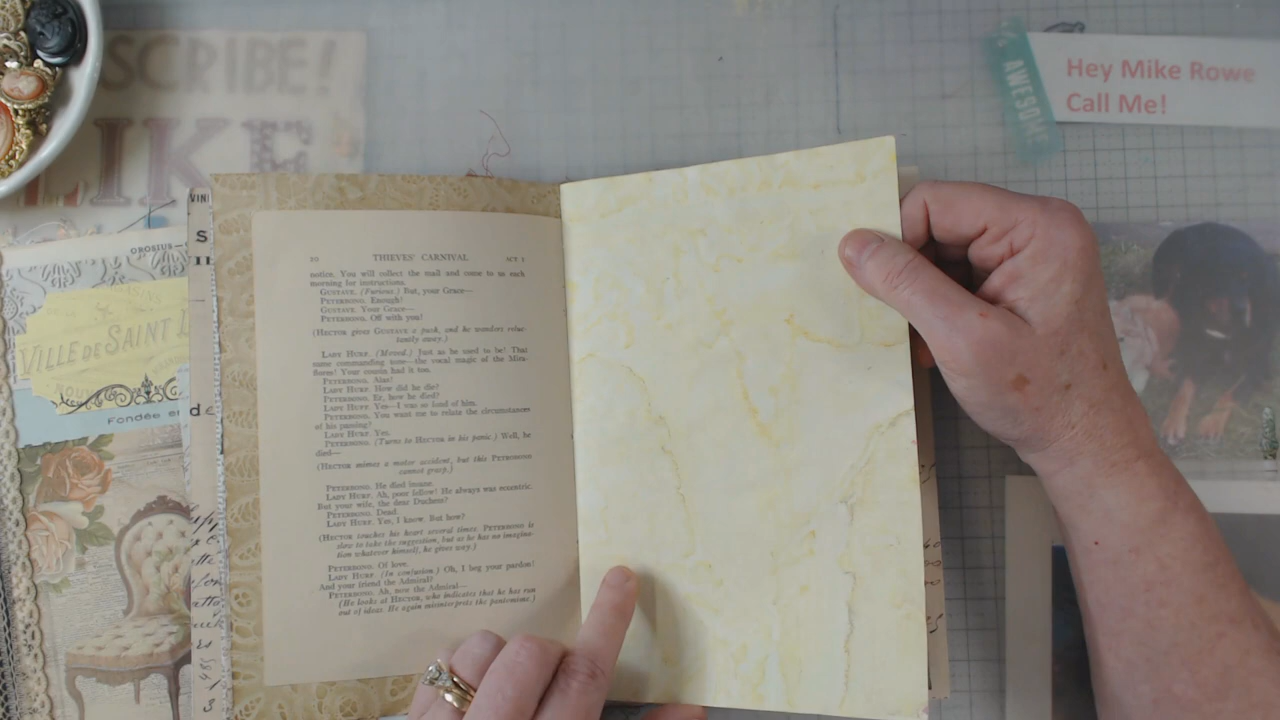 SCRIBE!
LIKE
AWESOME
Hey Mike Rowe
Call Me!
VIN
OROSIUS
S
II
VILLE DE SAINT
Fondée
de
70 THIEVES' CARNIVAL ACT I
notice. You will collect the mail and come to us each
morning for instructions.
GUSTAVE. (Furious.) But, your Grace—
PETERBONO. Enough!
GUSTAVE. Your Grace—
PETERBONO. Off with you!
(HECTOR gives GUSTAVE a push, and he wanders reluc-
tantly away.)
LADY HURF. (Moved.) Just as he used to be! That
same commanding tone—the vocal magic of the Mira-
flores! Your cousin had it too.
PETERBONO. Alas!
LADY HURF. How did he die?
PETERBONO. Er, how he died?
LADY HURF. Yes—I was so fond of him.
PETERBONO. You want me to relate the circumstances
of his passing?
LADY HURF. Yes.
PETERBONO. (Turns to HECTOR in his panic.) Well, he
died—
(HECTOR mimes a motor accident, but this PETERBONO
cannot grasp.)
PETERBONO. He died insane.
LADY HURF. Ah, poor fellow! He always was eccentric.
But your wife, the dear Duchess?
PETERBONO. Dead.
LADY HURF. Yes, I know. But how?
(HECTOR touches his heart several times. PETERBONO is
slow to take the suggestion, but as he has no imagina-
tion whatever himself, he gives way.)
PETERBONO. Of love.
LADY HURF. (In confusion.) Oh, I beg your pardon!
And your friend the Admiral?
PETERBONO. Ah, now the Admiral—
(He looks at HECTOR, who indicates that he has run
out of ideas. He again misinterprets the pantomime.)